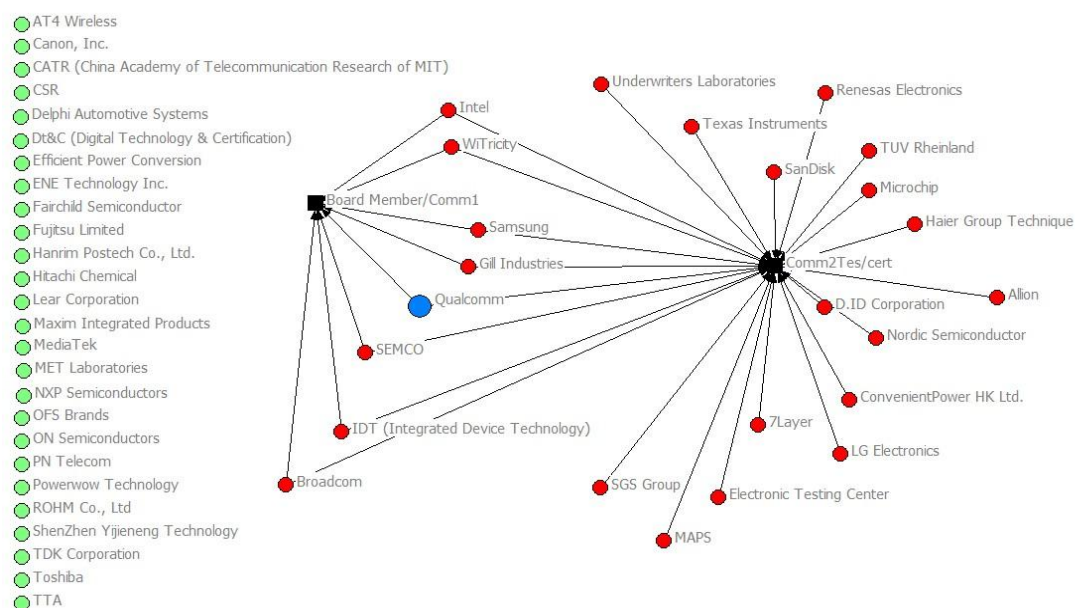 AT4 Wireless
Canon, Inc.
CATR (China Academy of Telecommunication Research of MIT)
CSR
Delphi Automotive Systems
Dt&C (Digital Technology & Certification)
Efficient Power Conversion
ENE Technology Inc.
Fairchild Semiconductor
Fujitsu Limited
Hanrim Postech Co., Ltd.
Hitachi Chemical
Lear Corporation
Maxim Integrated Products
MediaTek
MET Laboratories
NXP Semiconductors
OFS Brands
ON Semiconductors
PN Telecom
Powerwow Technology
ROHM Co., Ltd
ShenZhen Yijieneng Technology
TDK Corporation
Toshiba
TTA
Intel
WiTricity
Board Member/Comm1
Samsung
Gill Industries
Qualcomm
SEMCO
IDT (Integrated Device Technology)
Broadcom
Underwriters Laboratories
Renesas Electronics
Texas Instruments
TUV Rheinland
SanDisk
Microchip
Haier Group Technique
Comm2Tes/cert
Allion
D.ID Corporation
Nordic Semiconductor
ConvenientPower HK Ltd.
7Layer
LG Electronics
SGS Group
Electronic Testing Center
MAPS